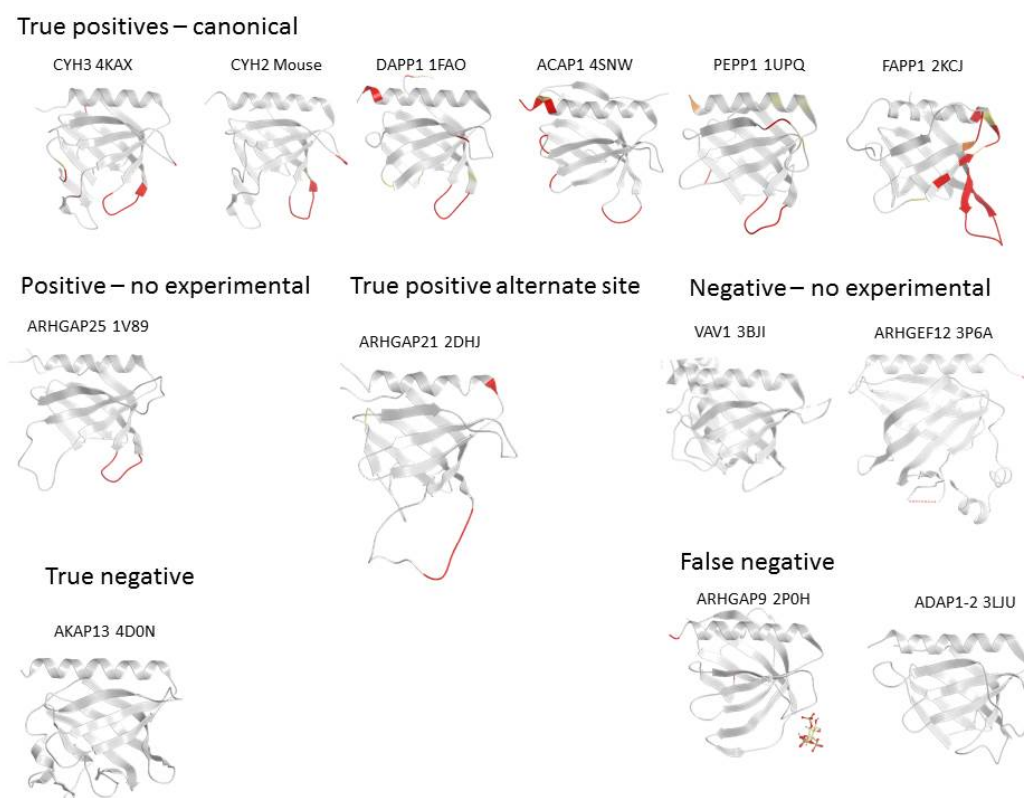 True positives – canonical
CYH3 4KAX
CYH2 Mouse
DAPP1 1FAO
ACAP1 4SNW
PEPP1 1UPQ
FAPP1 2KCJ
Positive – no experimental
True positive alternate site
Negative – no experimental
ARHGAP25 1V89
ARHGAP21 2DHJ
VAV1 3BJI
ARHGEF12 3P6A
True negative
False negative
AKAP13 4D0N
ARHGAP9 2P0H
ADAP1-2 3LJU